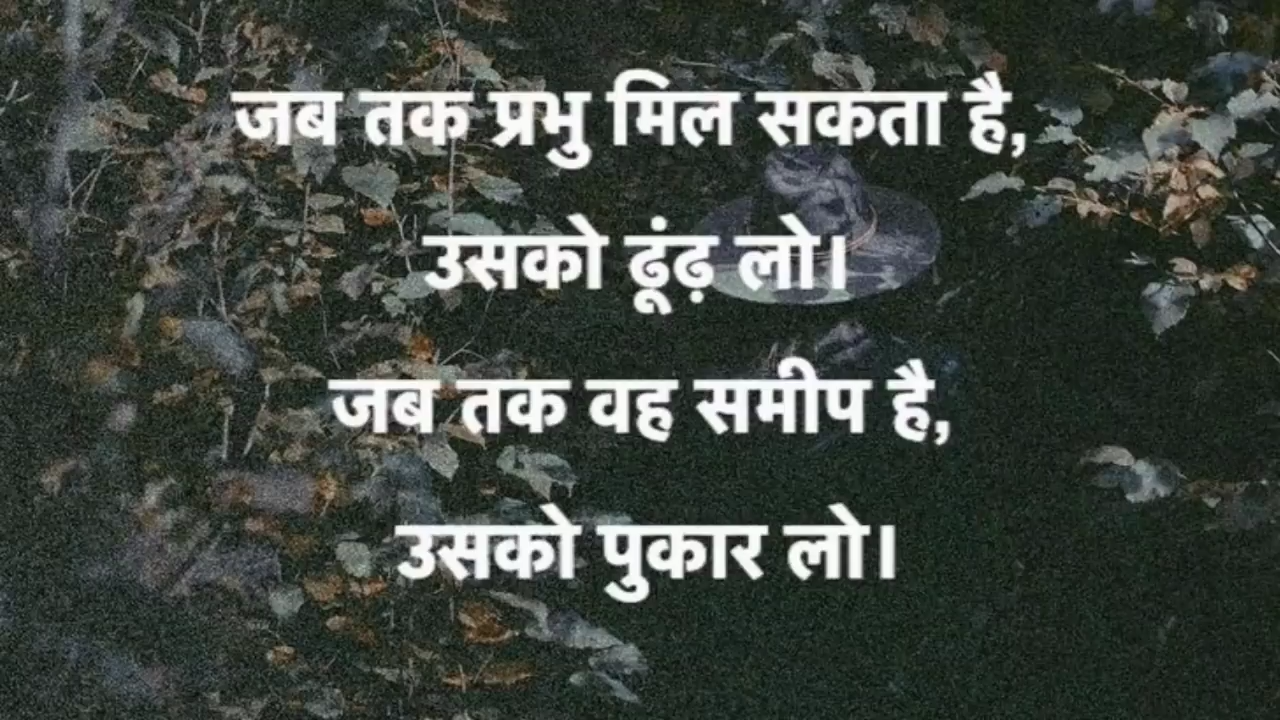 जब तक प्रभु मिल सकता है,
उसको ढूंढ़ लो।
जब तक वह समीप है,
उसको पुकार लो।